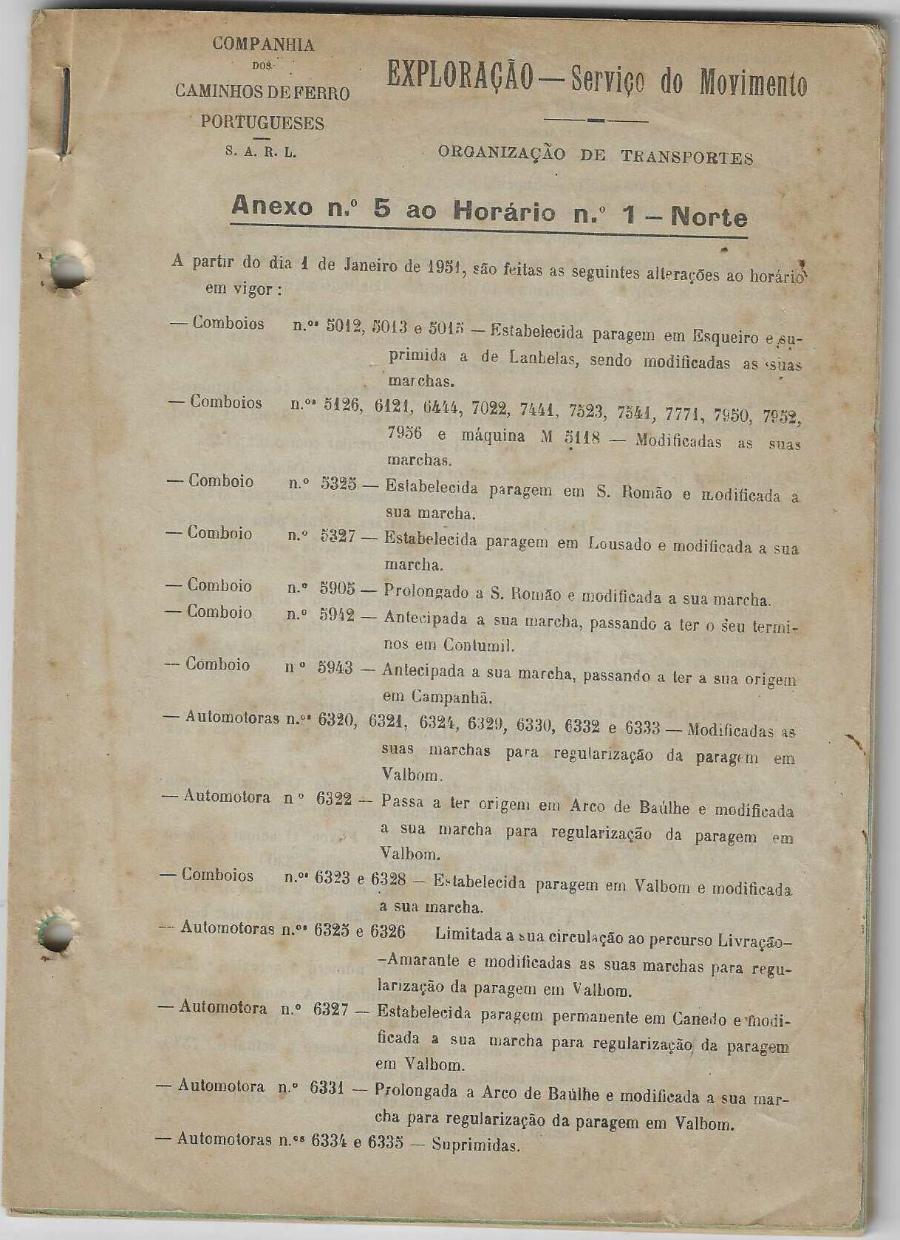 COMPANHIA
DOS
CAMINHOS DE FERRO
PORTUGUESES
S. A. R. L.
EXPLORAÇÃO — Serviço do Movimento
ORGANIZAÇÃO DE TRANSPORTES
Anexo n.º 5 ao Horário n.º 1 – Norte
A partir do dia 1 de Janeiro de 1951, são feitas as seguintes alterações ao horário
em vigor :
— Comboios n.ºs 5012, 5013 e 5015 — Estabelecida paragem em Esqueiro e su-
primida a de Lanhelas, sendo modificadas as suas
marchas.
— Comboios n.ºs 5126, 6121, 6444, 7022, 7441, 7523, 7541, 7771, 7950, 7952,
7956 e máquina M 5118 — Modificadas as suas
marchas.
— Comboio n.º 5325 — Estabelecida paragem em S. Romão e modificada a
sua marcha.
— Comboio n.º 5327 — Estabelecida paragem em Lousado e modificada a sua
marcha.
— Comboio n.º 5905 — Prolongado a S. Romão e modificada a sua marcha.
— Comboio n.º 5942 — Antecipada a sua marcha, passando a ter o seu termi-
nos em Contumil.
— Comboio n º 5943 — Antecipada a sua marcha, passando a ter a sua origem
em Campanhã.
— Automotoras n.ºs 6320, 6321, 6324, 6329, 6330, 6332 e 6333 — Modificadas as
suas marchas para regularização da paragem em
Valbom.
— Automotora n º 6322 — Passa a ter origem em Arco de Baúlhe e modificada
a sua marcha para regularização da paragem em
Valbom.
— Comboios n.ºs 6323 e 6328 — Estabelecida paragem em Valbom e modificada
a sua marcha.
— Automotoras n.ºs 6325 e 6326 Limitada a sua circulação ao percurso Livração-
-Amarante e modificadas as suas marchas para regu-
larização da paragem em Valbom.
— Automotora n.º 6327 — Estabelecida paragem permanente em Canedo e modi-
ficada a sua marcha para regularização da paragem
em Valbom.
— Automotora n.º 6331 — Prolongada a Arco de Baúlhe e modificada a sua mar-
cha para regularização da paragem em Valbom.
— Automotoras n.ºs 6334 e 6335 — Suprimidas.